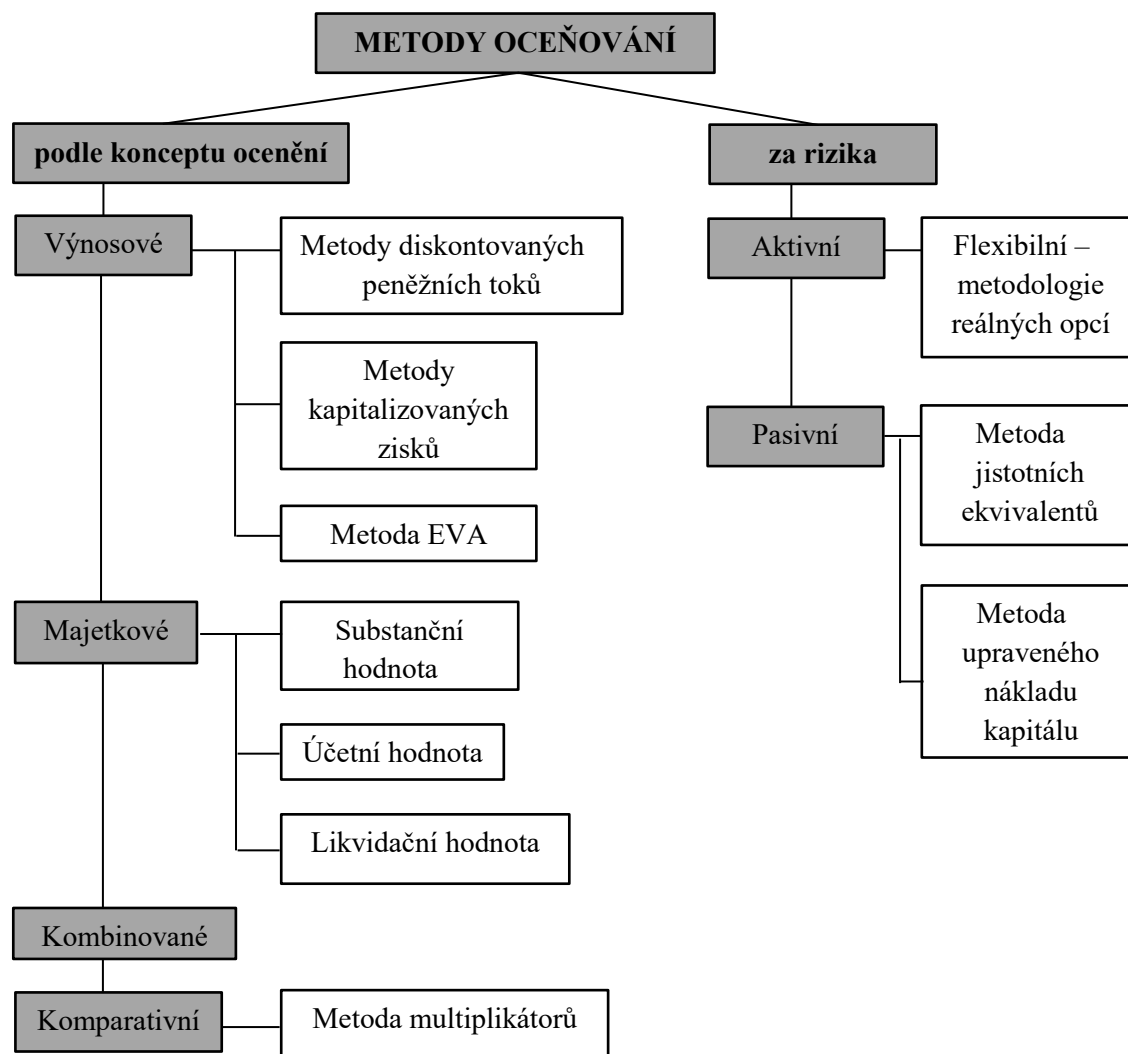 METODY OCEŇOVÁNÍ
podle konceptu ocenění
Výnosové
Metody diskontovaných
peněžních toků
Metody
kapitalizovaných
zisků
Metoda EVA
Majetkové
Substanční
hodnota
Účetní hodnota
Likvidační hodnota
Kombinované
Komparativní
Metoda multiplikátorů
za rizika
Aktivní
Flexibilní –
metodologie
reálných opcí
Pasivní
Metoda
jistotních
ekvivalentů
Metoda
upraveného
nákladu
kapitálu